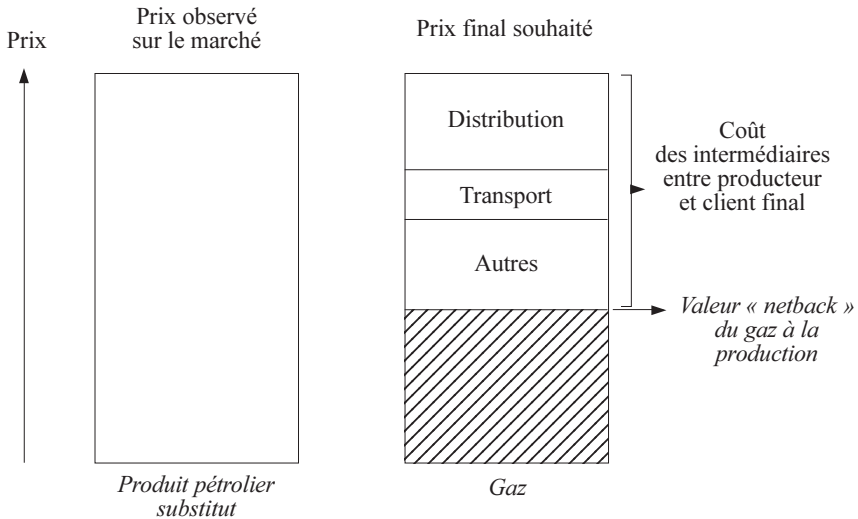 Prix
Prix observé
sur le marché
Prix final souhaité
Distribution
Transport
Autres
Coût
des intermédiaires
entre producteur
et client final
Valeur « netback »
du gaz à la
production
Produit pétrolier
substitut
Gaz